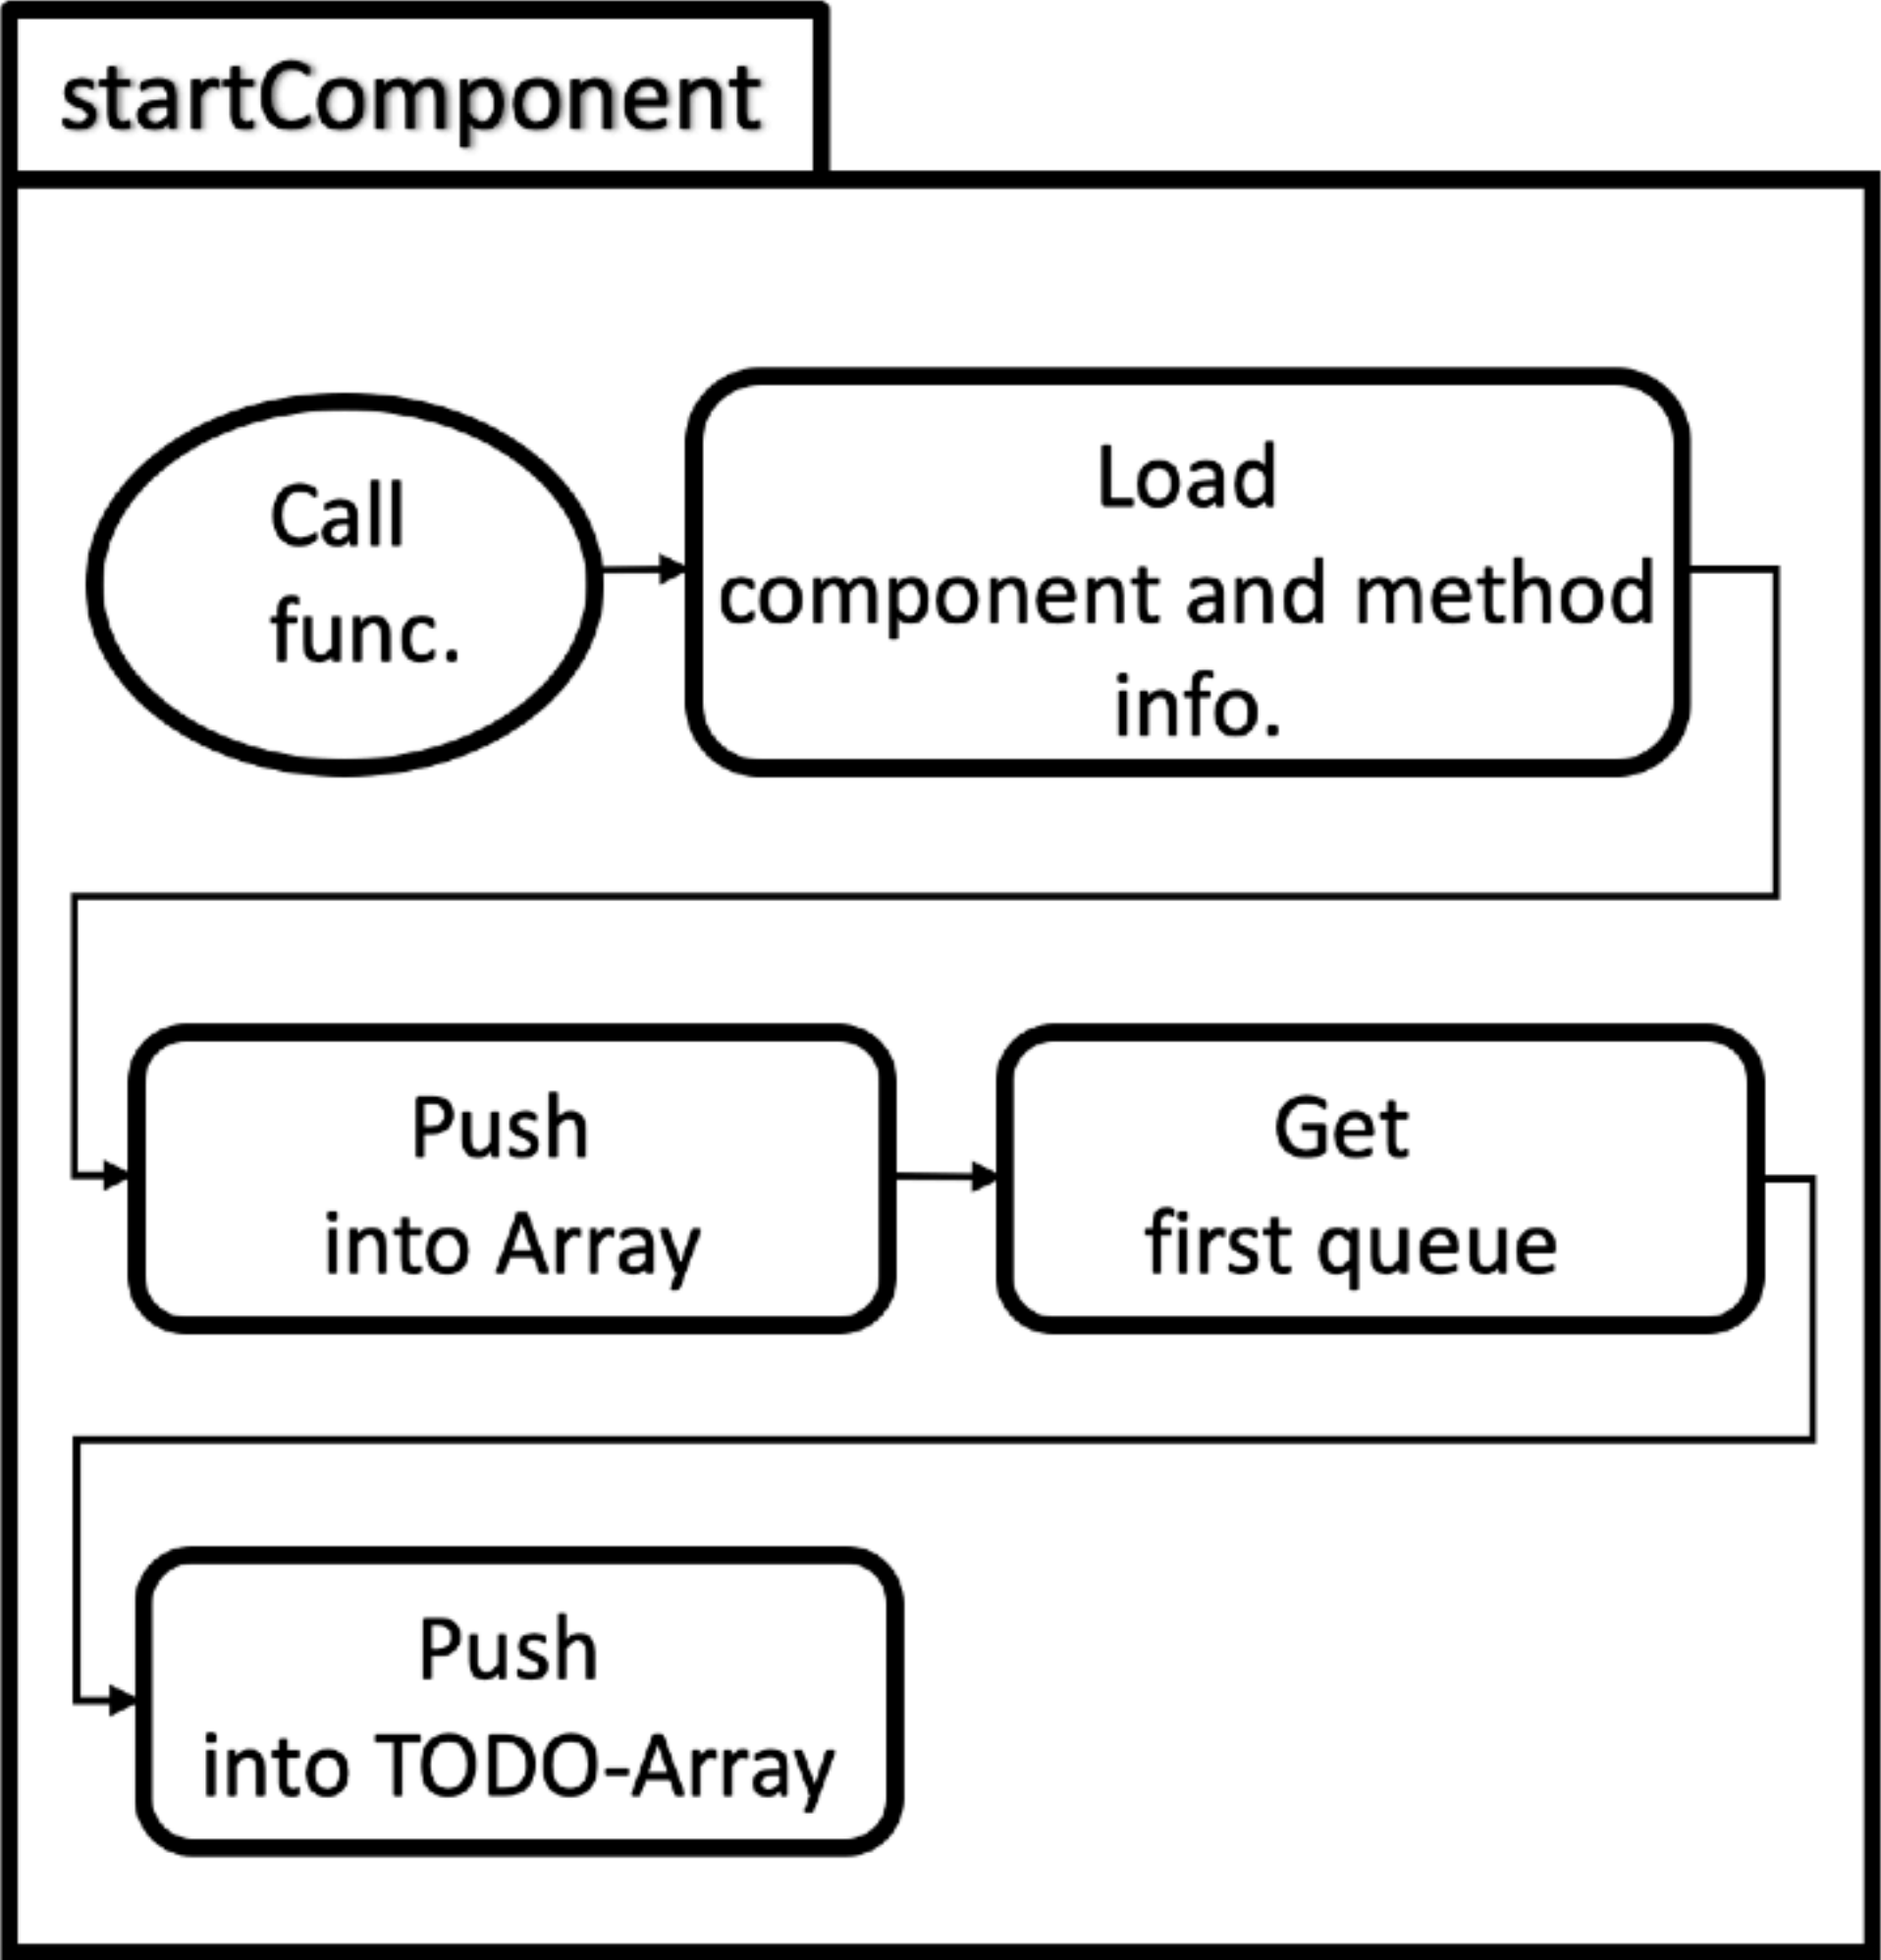 startComponent
Call
func.
Load
component and method
info.
Push
into Array
Get
first queue
Push
into TODO-Array